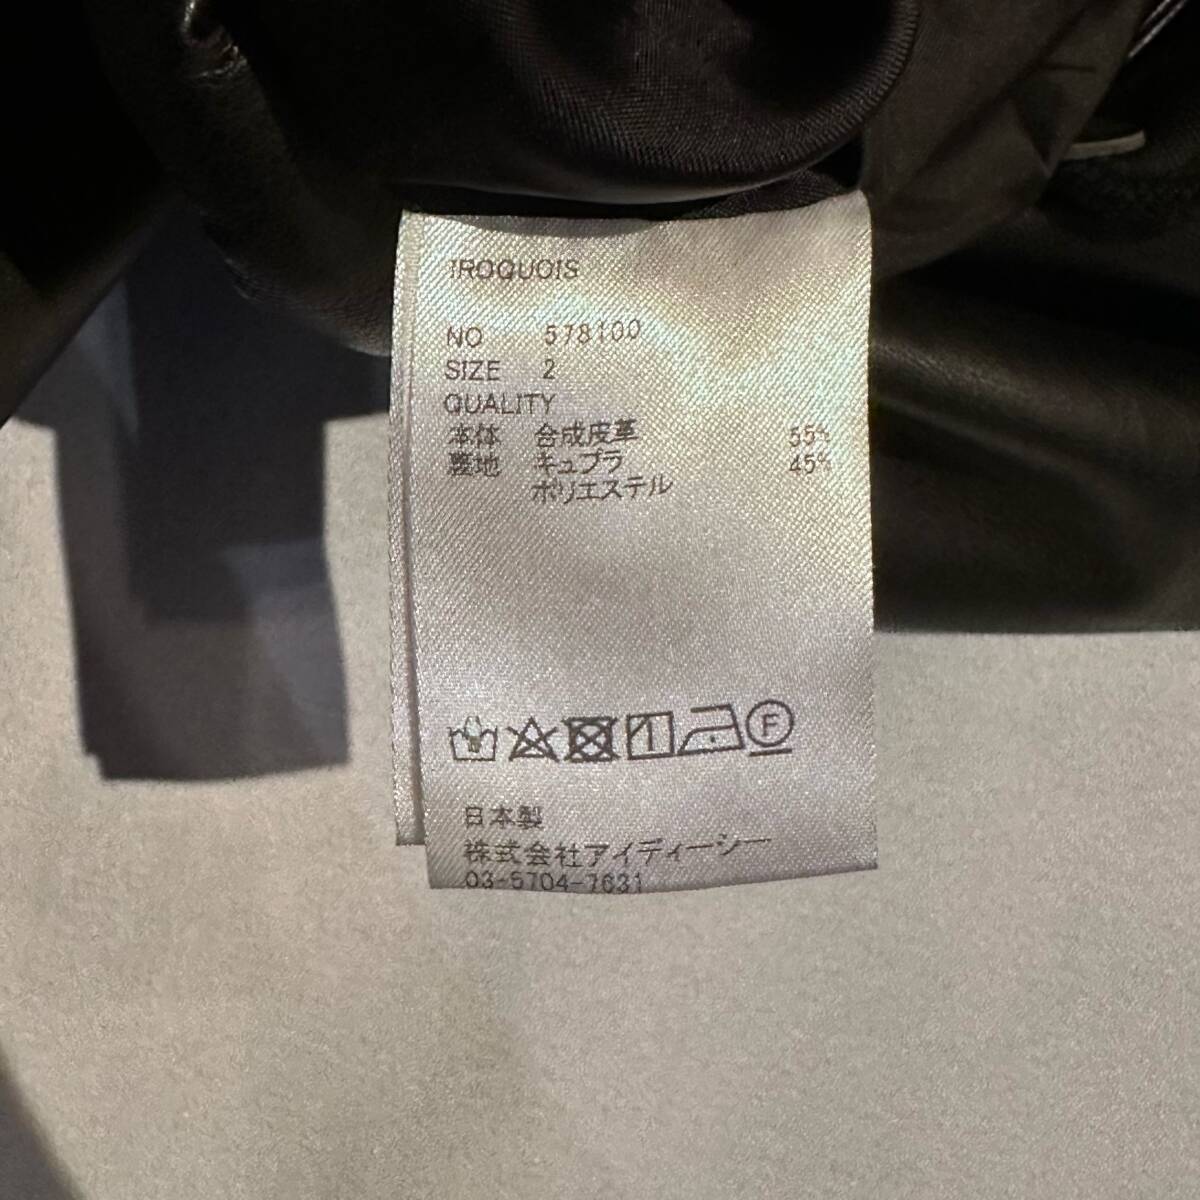 IROQUOIS
NO 578100
SIZE 2
QUALITY
本体 合成皮革
裏地 キュプラ 55%
ポリエステル 45%
F
日本製
株式会社アイディーシー
03-5704-7631